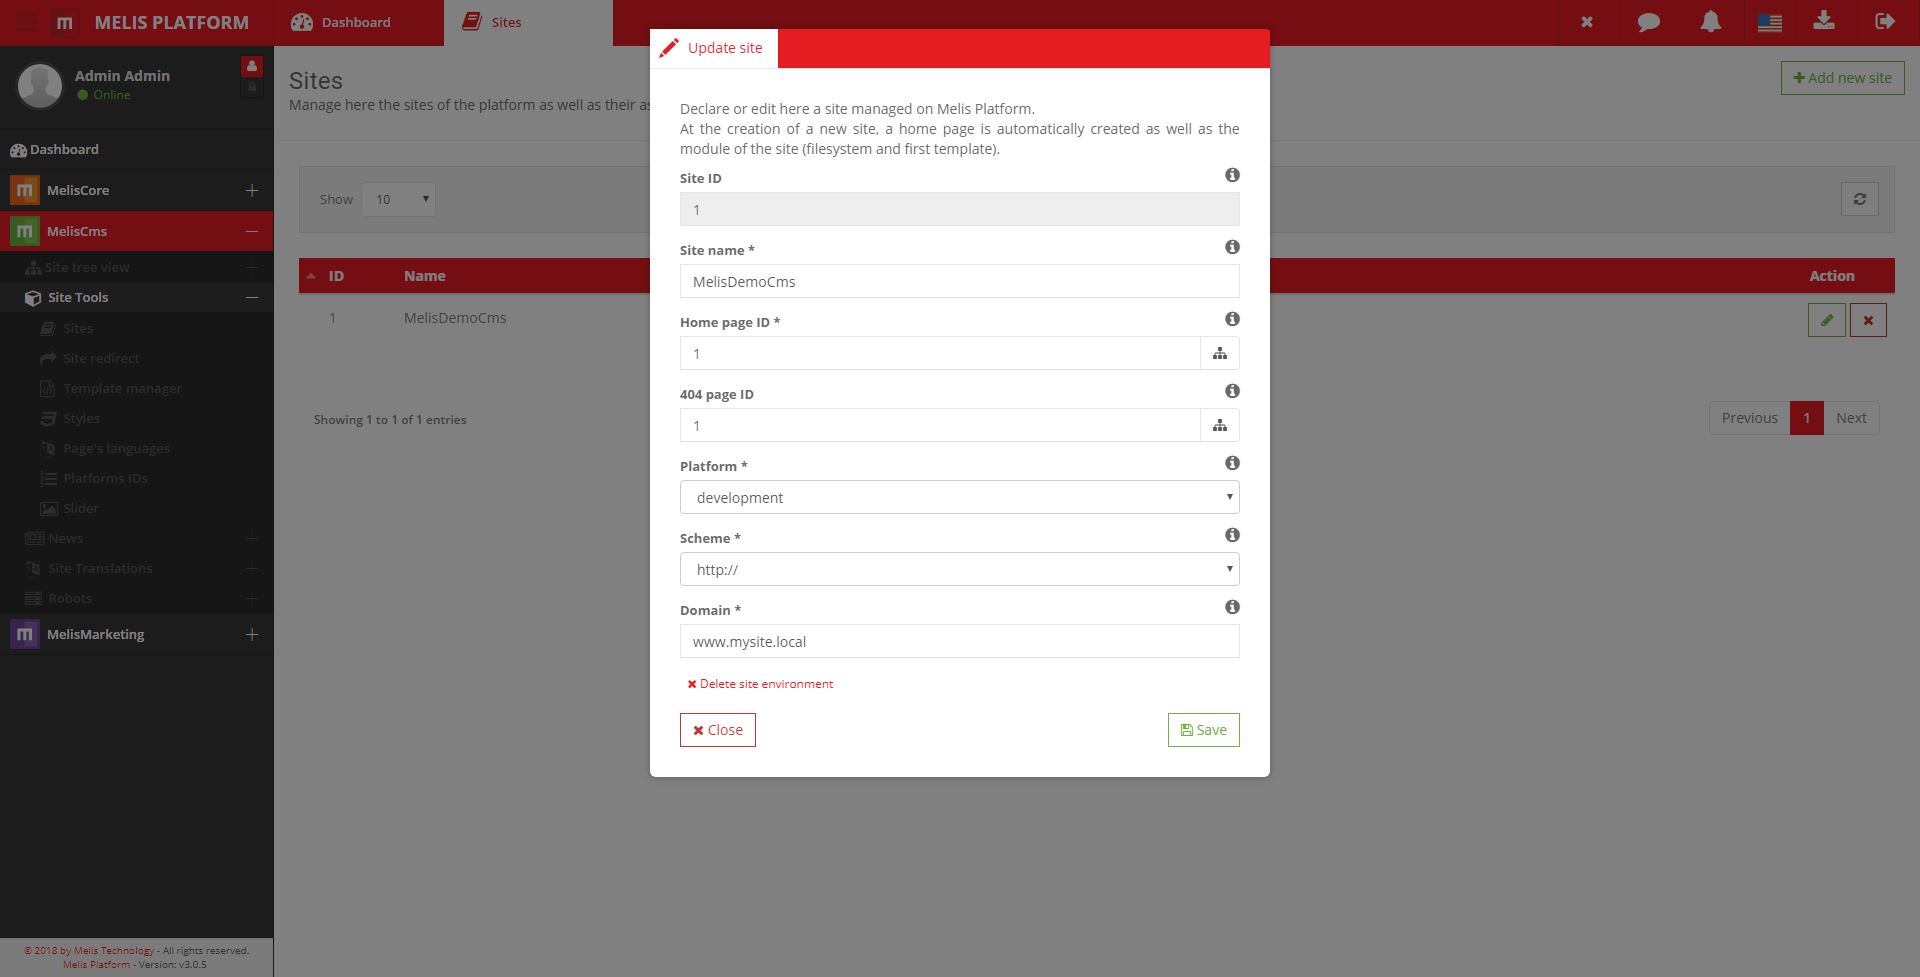 MELIS PLATFORM
Dashboard
Sites
Admin Admin
Online
Dashboard
MelisCore
MelisCms
Site tree view
Site Tools
Sites
Site redirect
Template manager
Styles
Page's languages
Platforms IDs
Slider
News
Site Translations
Robots
MelisMarketing
© 2018 by Melis Technology - All rights reserved.
Melis Platform - Version: v3.0.5
Sites
Manage here the sites of the platform as well as their as
Add new site
Show 10
ID Name Action
1 MelisDemoCms
Showing 1 to 1 of 1 entries
Previous 1 Next
Update site
Declare or edit here a site managed on Melis Platform.
At the creation of a new site, a home page is automatically created as well as the
module of the site (filesystem and first template).
Site ID
1
Site name *
MelisDemoCms
Home page ID *
1
404 page ID
1
Platform *
development
Scheme *
http://
Domain *
www.mysite.local
Delete site environment
Close
Save